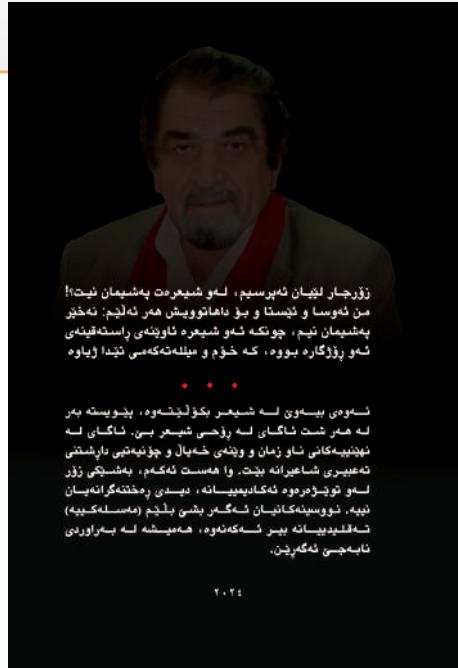 زۆرجار لێیان ئەپرسیم، لەو شیعرەت پەشیمان نیت؟!
من ئەوسا و ئێستا و بۆ داهاتوویش هەر ئەڵێم: نەخێر
پەشیمان نیم، چونکە ئەو شیعرە ئاوێنەی ڕاستەقینەی
ئەو ڕۆژگارە بووە، کە خۆم و میللەتەکەمی تێدا ژیاوە
• • •
ئەوەی بیەوێ لە شیعر بکۆڵێتەوە، پێویستە بەر
لە هەر شت ئاگای لە ڕۆحی شیعر بێ. ئاگای لە
نهێنییەکانی ناو زمان و وێنەی خەیاڵ و چۆنیەتیی داڕشتنی
تەعبیری شاعیرانە بێت. وا هەست ئەکەم، بەشێکی زۆر
لەو توێژەرەوە ئەکادیمییانە، دیدی ڕەخنەگرانەیان
نییە. نووسینەکانیان ئەگەر بشێ بڵێم (مەسلەکییە)
تەقلیدییانە بیر ئەکەنەوە، هەمیشە لە بەراوردی
نابەجێ ئەگەڕێن.
٢٠٢٤